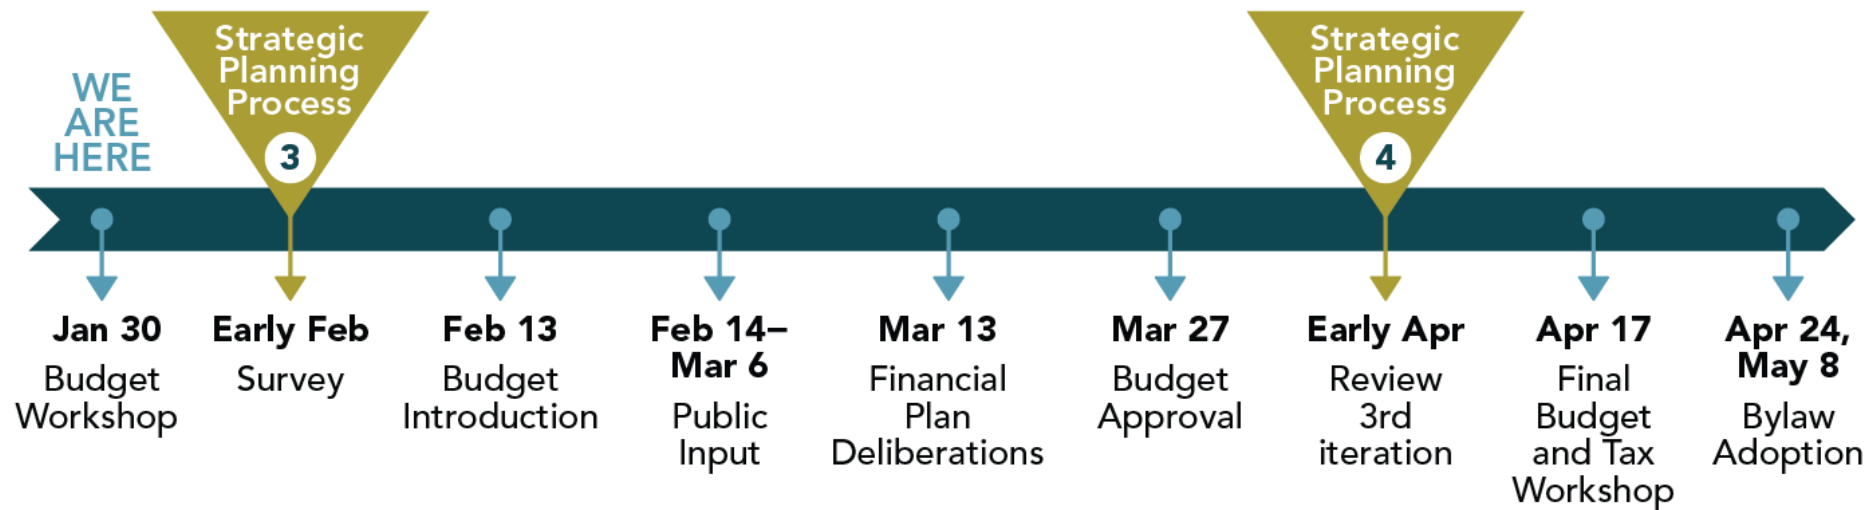 WE
ARE
HERE
Strategic
Planning
Process
3
Strategic
Planning
Process
4
Jan 30
Budget
Workshop
Early Feb
Survey
Feb 13
Budget
Introduction
Feb 14–
Mar 6
Public
Input
Mar 13
Financial
Plan
Deliberations
Mar 27
Budget
Approval
Early Apr
Review
3rd
iteration
Apr 17
Final
Budget
and Tax
Workshop
Apr 24,
May 8
Bylaw
Adoption